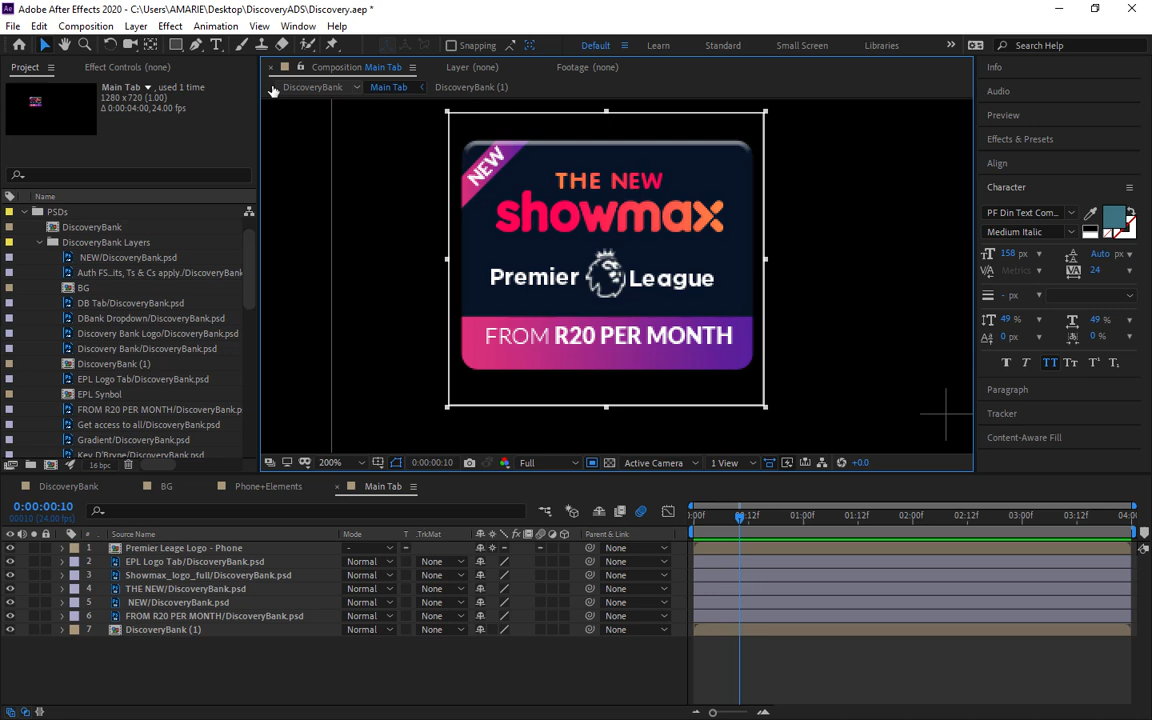 Adobe After Effects 2020 - C:\Users\AMARIE\Desktop\DiscoveryADS\Discovery.aep *
File Edit Composition Layer Effect Animation View Window Help
Snapping Default Learn Standard Small Screen Libraries Search Help
Project Effect Controls (none)
Composition Main Tab Layer (none) Footage (none)
DiscoveryBank Main Tab DiscoveryBank (1)
Main Tab , used 1 time
1280 x 720 (1.00)
Δ 0:00:04:00, 24.00 fps
Name
PSDs
DiscoveryBank
DiscoveryBank Layers
NEW/DiscoveryBank.psd
Auth FS...its, Ts & Cs apply./DiscoveryBank
BG
DB Tab/DiscoveryBank.psd
DBank Dropdown/DiscoveryBank.psd
Discovery Bank Logo/DiscoveryBank.psd
Discovery Bank/DiscoveryBank.psd
DiscoveryBank (1)
EPL Logo Tab/DiscoveryBank.psd
EPL Synbol
FROM R20 PER MONTH/DiscoveryBank.p
Get access to all/DiscoveryBank.psd
Gradient/DiscoveryBank.psd
Kev D'Bryne/DiscoveryBank.psd
16 bpc
NEW
THE NEW
showmax
Premier League
FROM R20 PER MONTH
200% 0:00:00:10 Full Active Camera 1 View +0.0
Info
Audio
Preview
Effects & Presets
Align
Character
PF Din Text Com...
Medium Italic
158 px Auto px
Metrics 24
- px
49 % 49 %
0 px 0 %
T T TT Tт T¹ T₁
Paragraph
Tracker
Content-Aware Fill
DiscoveryBank BG Phone+Elements Main Tab
0:00:00:10
00010 (24.00 fps)
:00f 00:12f 01:00f 01:12f 02:00f 02:12f 03:00f 03:12f 04:0
# Source Name Mode T .TrkMat Parent & Link
1 Premier Leage Logo - Phone - None
2 EPL Logo Tab/DiscoveryBank.psd Normal None None
3 Showmax_logo_full/DiscoveryBank.psd Normal None None
4 THE NEW/DiscoveryBank.psd Normal None None
5 NEW/DiscoveryBank.psd Normal None None
6 FROM R20 PER MONTH/DiscoveryBank.psd Normal None None
7 DiscoveryBank (1) Normal None None